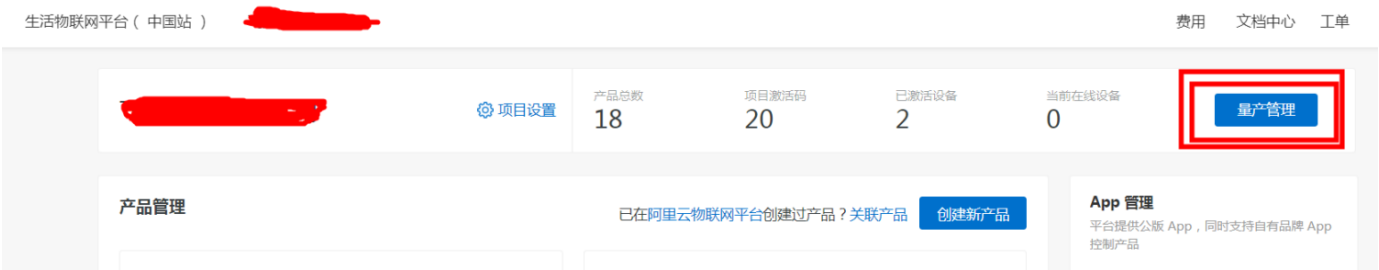 生活物联网平台（ 中国站 ）
费用 文档中心 工单
项目设置
产品总数 项目激活码 已激活设备 当前在线设备
18 20 2 0
量产管理
产品管理
已在阿里云物联网平台创建过产品？关联产品
创建新产品
App 管理
平台提供公版 App，同时支持自有品牌 App
控制产品